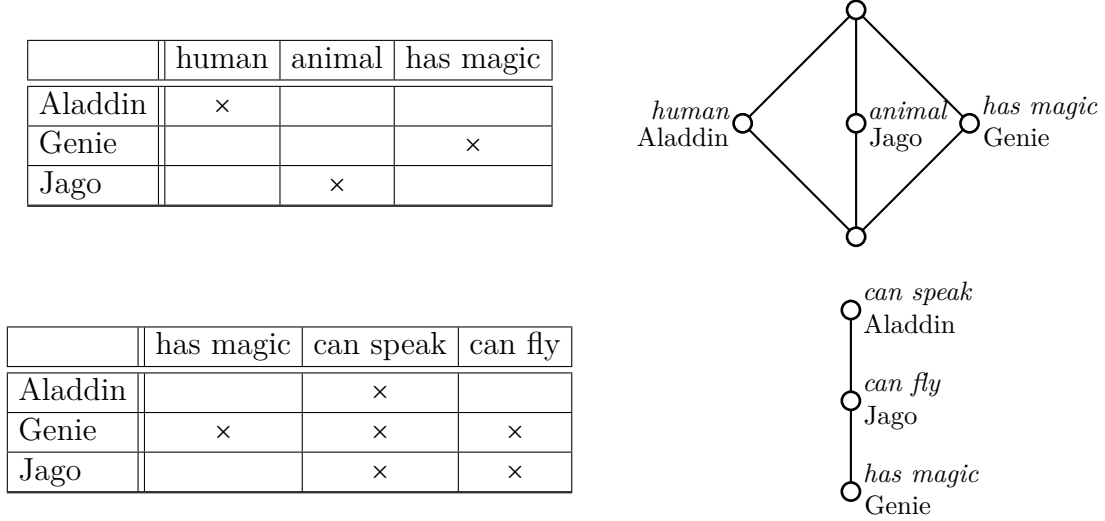 human animal has magic
Aladdin ×
Genie ×
Jago ×
human
Aladdin
animal
Jago
has magic
Genie
has magic can speak can fly
Aladdin ×
Genie × × ×
Jago × ×
can speak
Aladdin
can fly
Jago
has magic
Genie